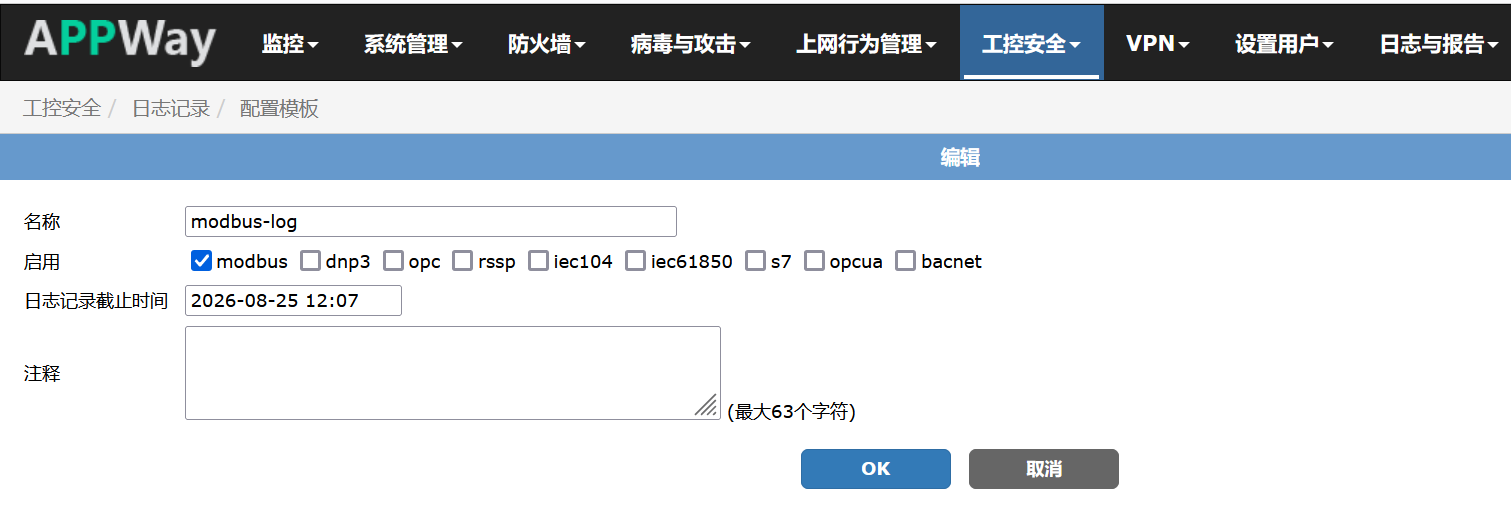 APPWay 监控 系统管理 防火墙 病毒与攻击 上网行为管理 工控安全 VPN 设置用户 日志与报告
工控安全 / 日志记录 / 配置模板
编辑
名称 modbus-log
启用 modbus dnp3 opc rssp iec104 iec61850 s7 opcua bacnet
日志记录截止时间 2026-08-25 12:07
注释 (最大63个字符)
OK 取消